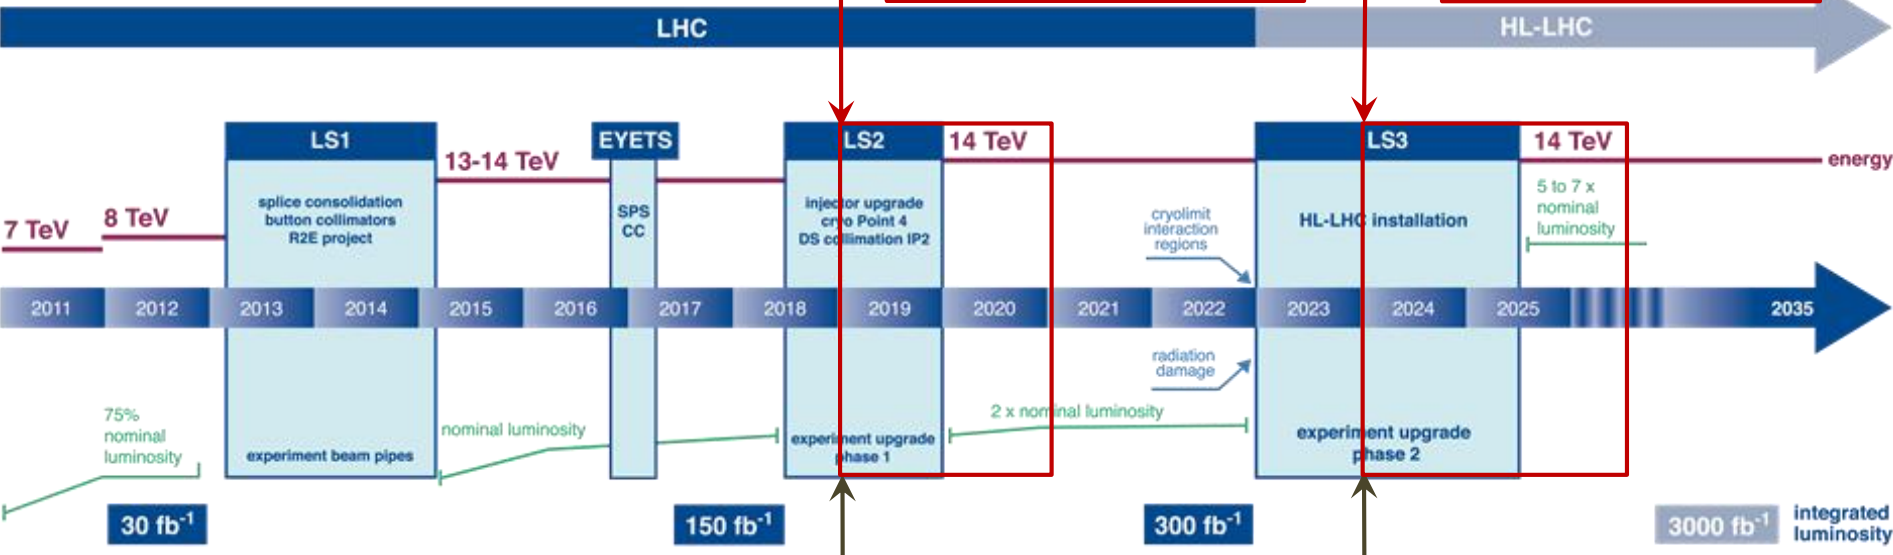 LHC
HL-LHC
LS1
EYETS
LS2
14 TeV
LS3
14 TeV
13-14 TeV
energy
7 TeV
8 TeV
splice consolidation
button collimators
R2E project
SPS
CC
injector upgrade
cryo Point 4
DS collimation IP2
cryolimit
interaction
regions
HL-LHC installation
5 to 7 x
nominal
luminosity
2011
2012
2013
2014
2015
2016
2017
2018
2019
2020
2021
2022
2023
2024
2025
2035
radiation
damage
75%
nominal
luminosity
experiment beam pipes
nominal luminosity
experiment upgrade
phase 1
2 x nominal luminosity
experiment upgrade
phase 2
30 fb-1
150 fb-1
300 fb-1
3000 fb-1
integrated
luminosity